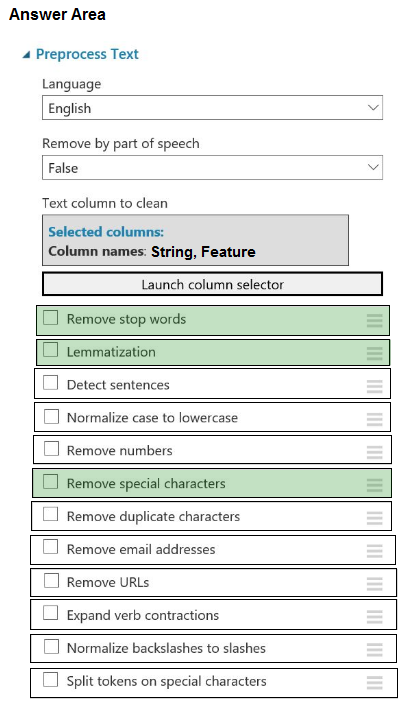 Answer Area
Preprocess Text
Language
English
Remove by part of speech
False
Text column to clean
Selected columns:
Column names: String, Feature
Launch column selector
Remove stop words
Lemmatization
Detect sentences
Normalize case to lowercase
Remove numbers
Remove special characters
Remove duplicate characters
Remove email addresses
Remove URLs
Expand verb contractions
Normalize backslashes to slashes
Split tokens on special characters